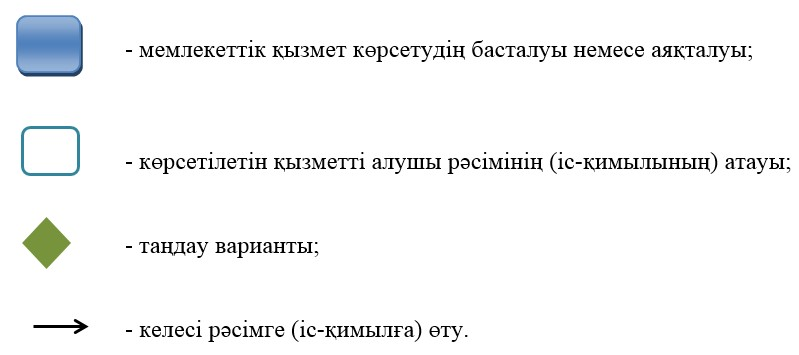 - мемлекеттік қызмет көрсетудің басталуы немесе аяқталуы;
- көрсетілетін қызметті алушы рәсімінің (іс-қимылының) атауы;
- таңдау варианты;
- келесі рәсімге (іс-қимылға) өту.